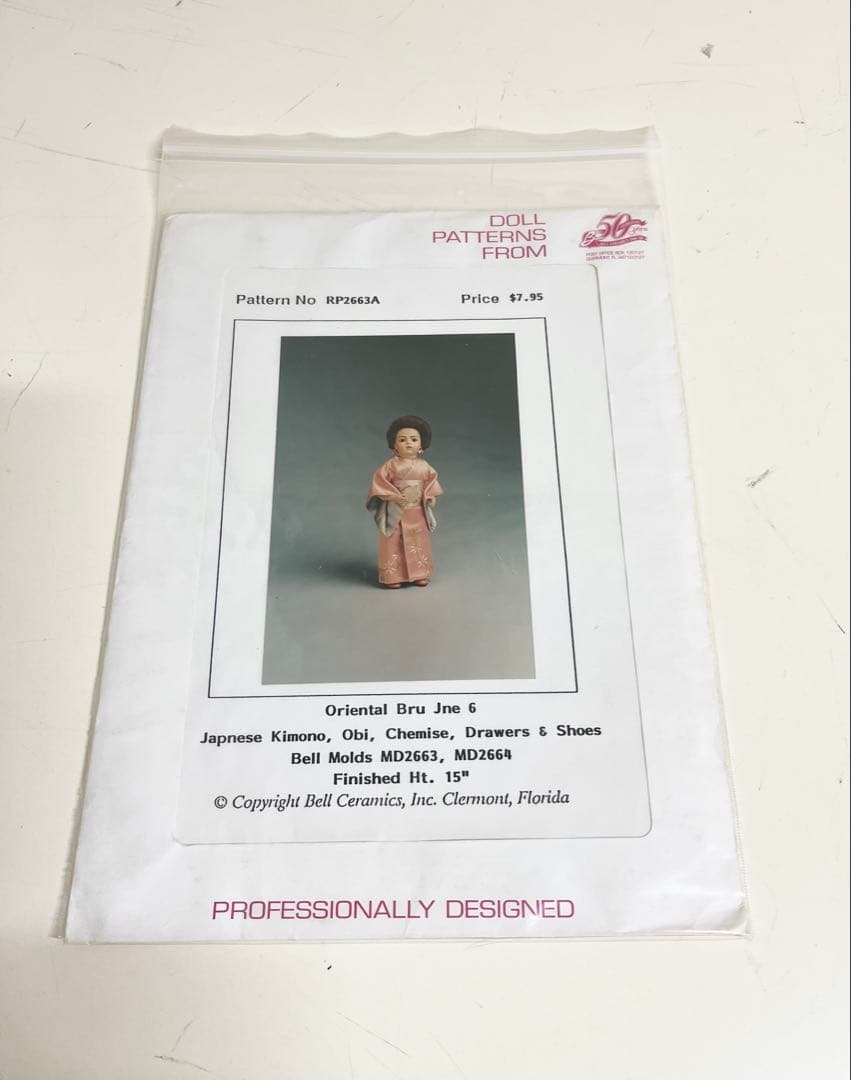 DOLL
PATTERNS
FROM
50
Pattern No RP2663A
Price $7.95
Oriental Bru Jne 6
Japnese Kimono, Obi, Chemise, Drawers & Shoes
Bell Molds MD2663, MD2664
Finished Ht. 15"
© Copyright Bell Ceramics, Inc. Clermont, Florida
PROFESSIONALLY DESIGNED